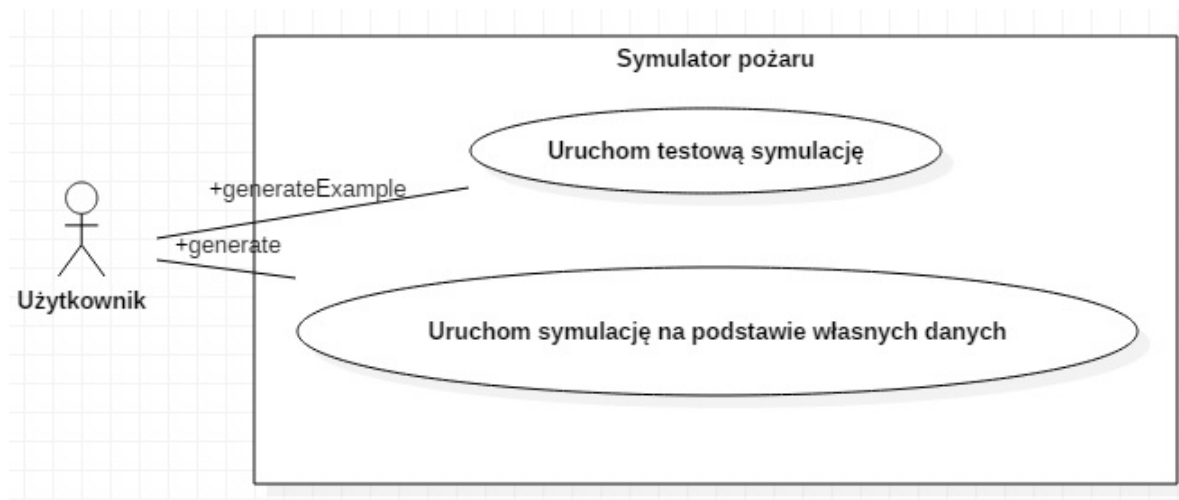 Symulator pożaru
Uruchom testową symulację
+generateExample
+generate
Użytkownik
Uruchom symulację na podstawie własnych danych